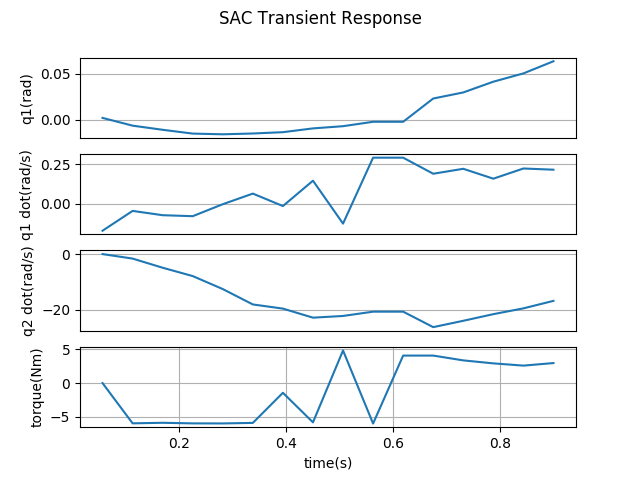 SAC Transient Response
q1(rad)
0.05
0.00
q1 dot(rad/s)
0.25
0.00
q2 dot(rad/s)
0
−20
torque(Nm)
5
0
−5
0.2 0.4 0.6 0.8
time(s)